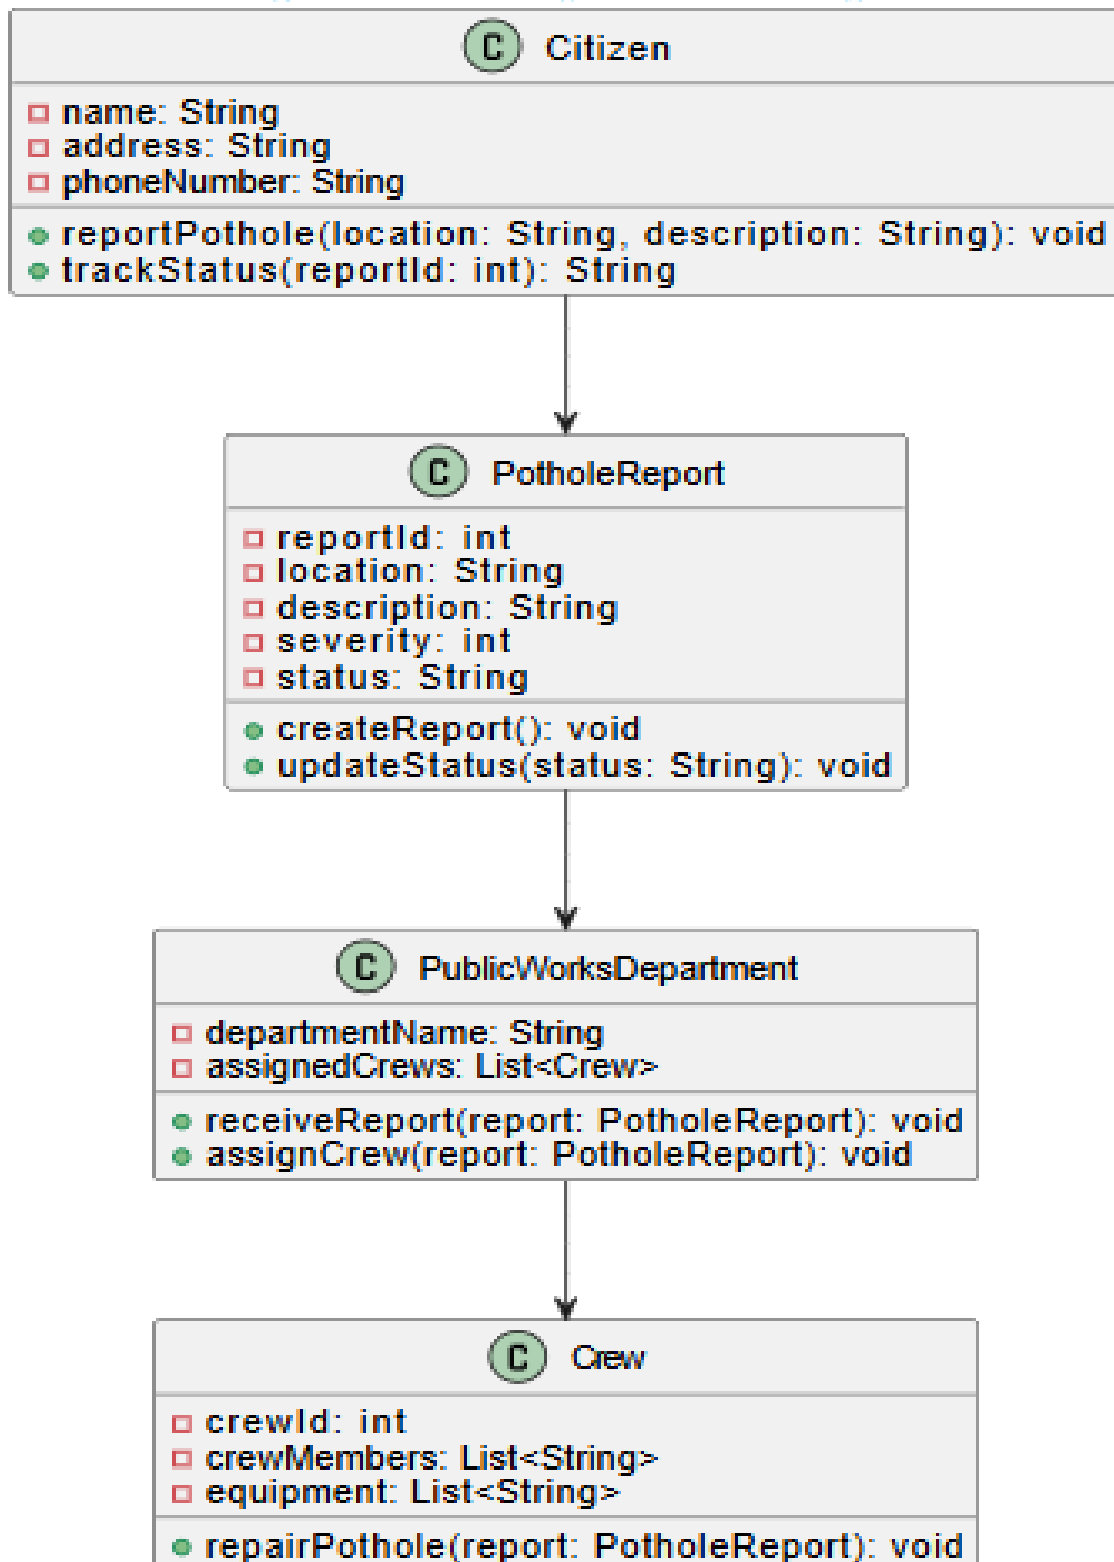 C Citizen
name: String
address: String
phoneNumber: String
reportPothole(location: String, description: String): void
trackStatus(reportId: int): String
C PotholeReport
reportId: int
location: String
description: String
severity: int
status: String
createReport(): void
updateStatus(status: String): void
C PublicWorksDepartment
departmentName: String
assignedCrews: List<Crew>
receiveReport(report: PotholeReport): void
assignCrew(report: PotholeReport): void
C Crew
crewId: int
crewMembers: List<String>
equipment: List<String>
repairPothole(report: PotholeReport): void